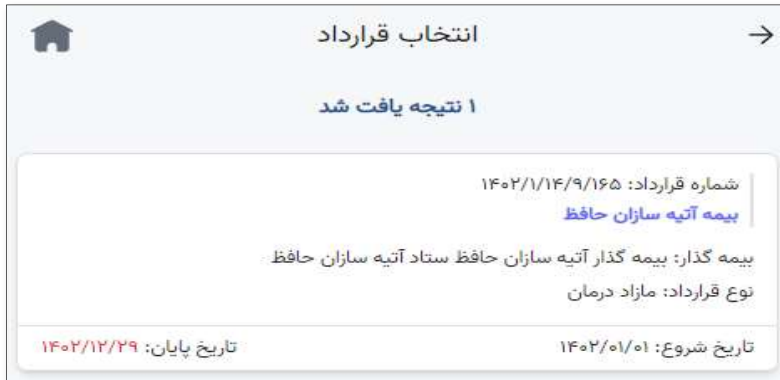 انتخاب قرارداد
۱ نتیجه یافت شد
شماره قرارداد: ۱۴۰۲/۱/۱۴/۹/۱۶۵
بیمه آتیه سازان حافظ
بیمه گذار: بیمه گذار آتیه سازان حافظ ستاد آتیه سازان حافظ
نوع قرارداد: مازاد درمان
تاریخ شروع: ۱۴۰۲/۰۱/۰۱ تاریخ پایان: ۱۴۰۲/۱۲/۲۹